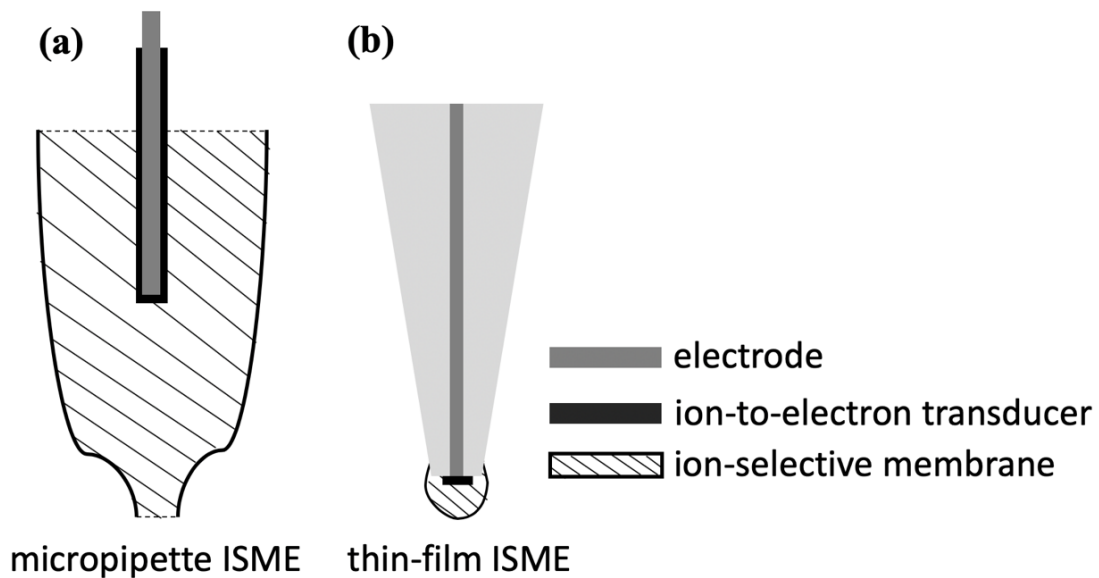 (a)
(b)
electrode
ion-to-electron transducer
ion-selective membrane
micropipette ISME
thin-film ISME